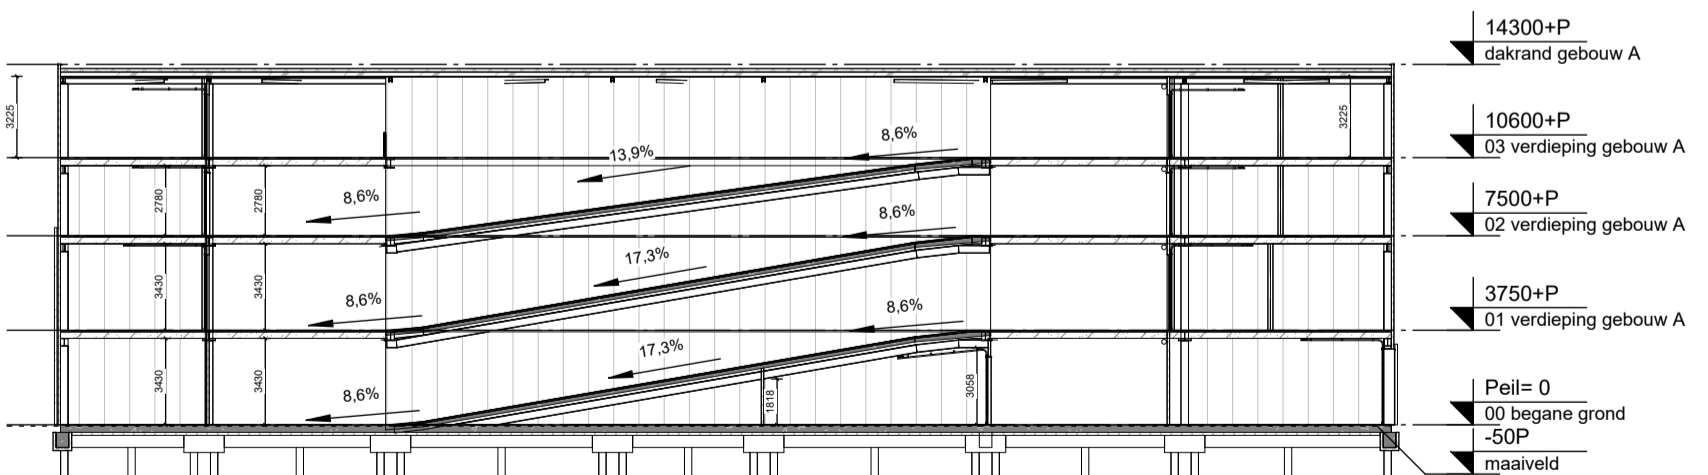 14300+P
dakrand gebouw A
3225
3225
8,6%
10600+P
03 verdieping gebouw A
13,9%
2780
2780
8,6%
8,6%
7500+P
02 verdieping gebouw A
17,3%
3430
3430
8,6%
8,6%
3750+P
01 verdieping gebouw A
17,3%
3430
3430
8,6%
1818
3058
Peil= 0
00 begane grond
-50P
maaiveld